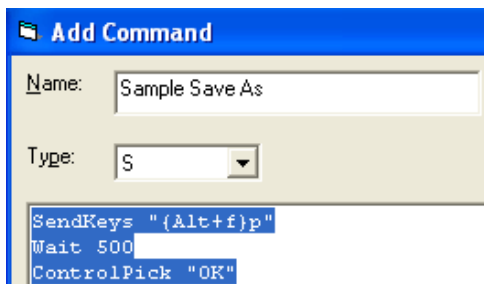 Add Command
Name: Sample Save As
Type: S
SendKeys "{Alt+f}p"
Wait 500
ControlPick "OK"